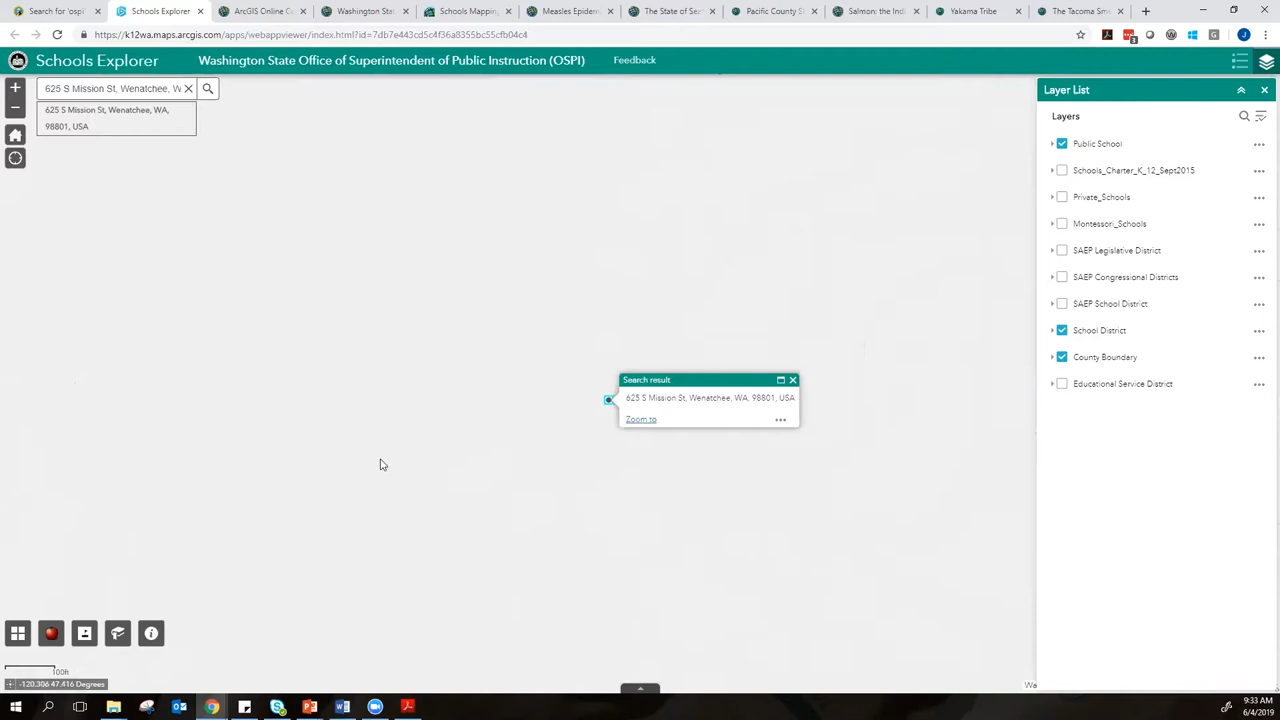 Search for 'ospi'
Schools Explorer
ArcGIS Online C
Washington Stat
Schools Mapping
Measles Epidem
The State of Sea
Pacific County S
Salmon: the Indi
Yakama Tribe
The Tacoma Sme
https://k12wa.maps.arcgis.com/apps/webappviewer/index.html?id=7db7e443cd5c4f36a8355bc55cfb04c4
Schools Explorer
Washington State Office of Superintendent of Public Instruction (OSPI)
Feedback
625 S Mission St, Wenatchee, W
625 S Mission St, Wenatchee, WA,
98801, USA
Layer List
Layers
Public School
Schools_Charter_K_12_Sept2015
Private_Schools
Montessori_Schools
SAEP Legislative District
SAEP Congressional Districts
SAEP School District
School District
County Boundary
Educational Service District
Search result
625 S Mission St, Wenatchee, WA, 98801, USA
Zoom to
100ft
-120.306 47.416 Degrees
Wa
9:33 AM
6/4/2019